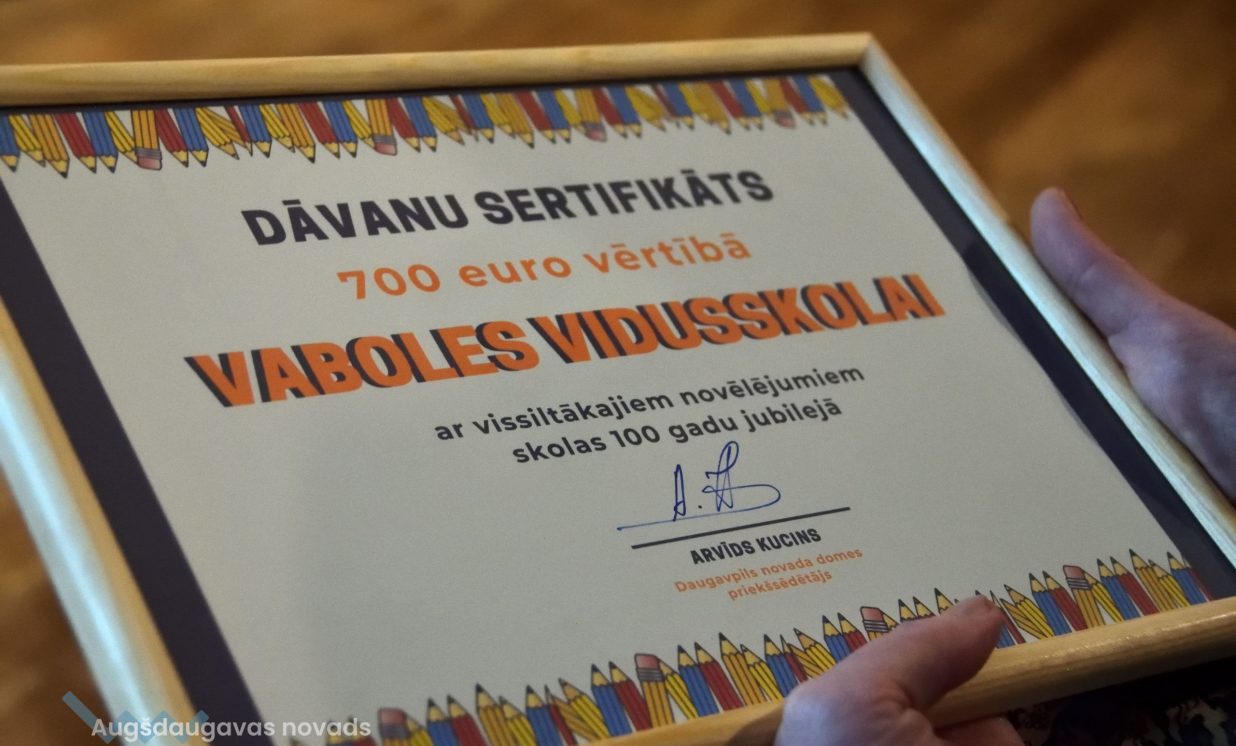 DĀVANU SERTIFIKĀTS
700 euro vērtībā
VABOLES VIDUSSKOLAI
ar vissiltākajiem novēlējumiem
skolas 100 gadu jubilejā
ARVĪDS KUCINS
Daugavpils novada domes
priekšsēdētājs
Augšdaugavas novads